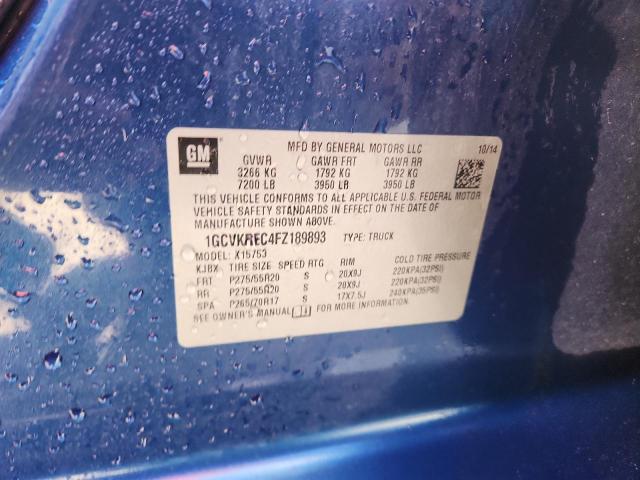 GM
MFD BY GENERAL MOTORS LLC 10/14
GVWR GAWR FRT GAWR RR
3266 KG 1792 KG 1792 KG
7200 LB 3950 LB 3950 LB
THIS VEHICLE CONFORMS TO ALL APPLICABLE U.S. FEDERAL MOTOR
VEHICLE SAFETY STANDARDS IN EFFECT ON THE DATE OF
MANUFACTURE SHOWN ABOVE.
1GCVKREC4FZ189893 TYPE: TRUCK
MODEL: X15753
KJBX TIRE SIZE SPEED RTG RIM COLD TIRE PRESSURE
FRT P275/55R20 S 20X9J 220KPA(32PSI)
RR P275/55R20 S 20X9J 220KPA(32PSI)
SPA P265/70R17 S 17X7.5J 240KPA(35PSI)
SEE OWNER'S MANUAL FOR MORE INFORMATION.